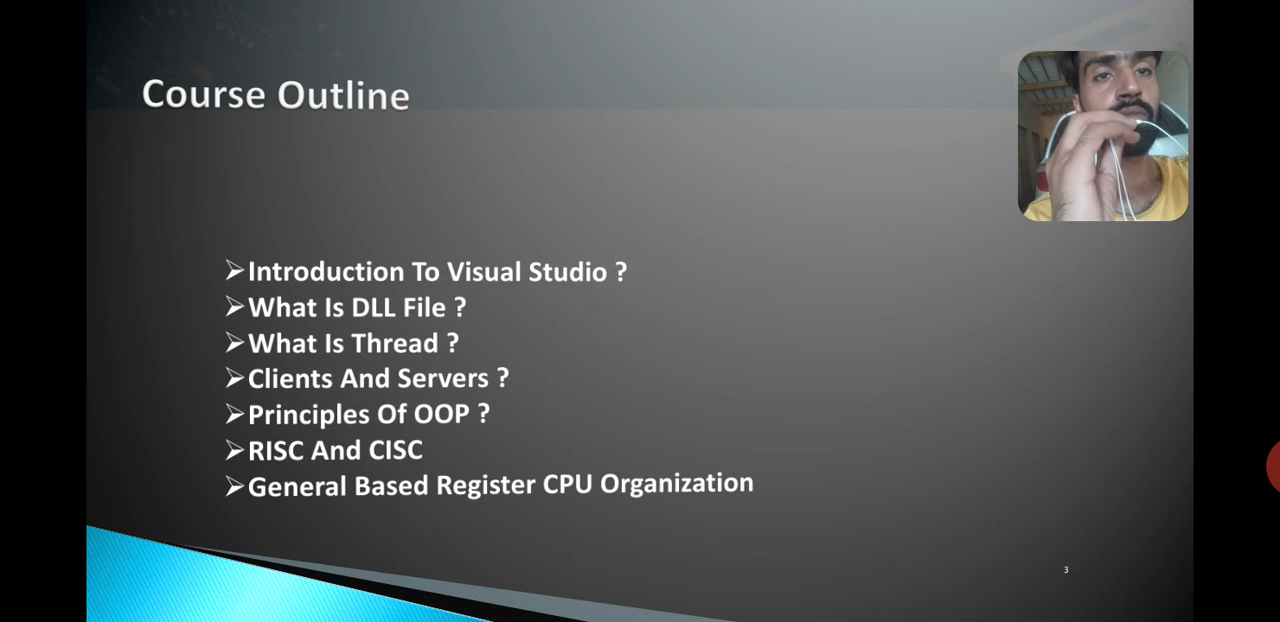 Course Outline
➢Introduction To Visual Studio ?
➢What Is DLL File ?
➢What Is Thread ?
➢Clients And Servers ?
➢Principles Of OOP ?
➢RISC And CISC
➢General Based Register CPU Organization
3